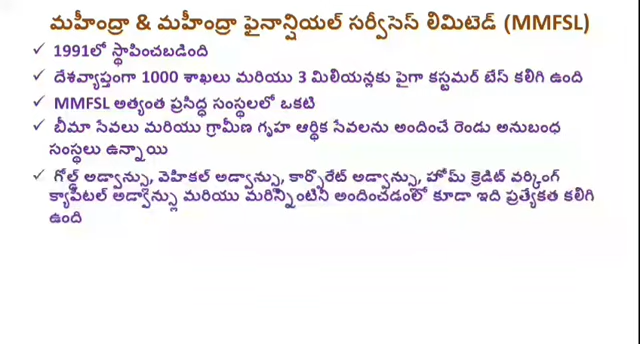 మహీంద్రా & మహీంద్రా ఫైనాన్షియల్ సర్వీసెస్ లిమిటెడ్ (MMFSL)
✓ 1991లో స్థాపించబడింది
✓ దేశవ్యాప్తంగా 1000 శాఖలు మరియు 3 మిలియన్లకు పైగా కస్టమర్ బేస్ కలిగి ఉంది
✓ MMFSL అత్యంత ప్రసిద్ధ సంస్థలలో ఒకటి
✓ బీమా సేవలు మరియు గ్రామీణ గృహ ఆర్థిక సేవలను అందించే రెండు అనుబంధ
సంస్థలు ఉన్నాయి
✓ గోల్డ్ అడ్వాన్సు, వెహికల్ అడ్వాన్సు, కార్పొరేట్ అడ్వాన్సు, హోమ్ క్రెడిట్ వర్కింగ్
క్యాపిటల్ అడ్వాన్స్లు మరియు మరిన్నింటిని అందించడంలో కూడా ఇది ప్రత్యేకత కలిగి
ఉంది